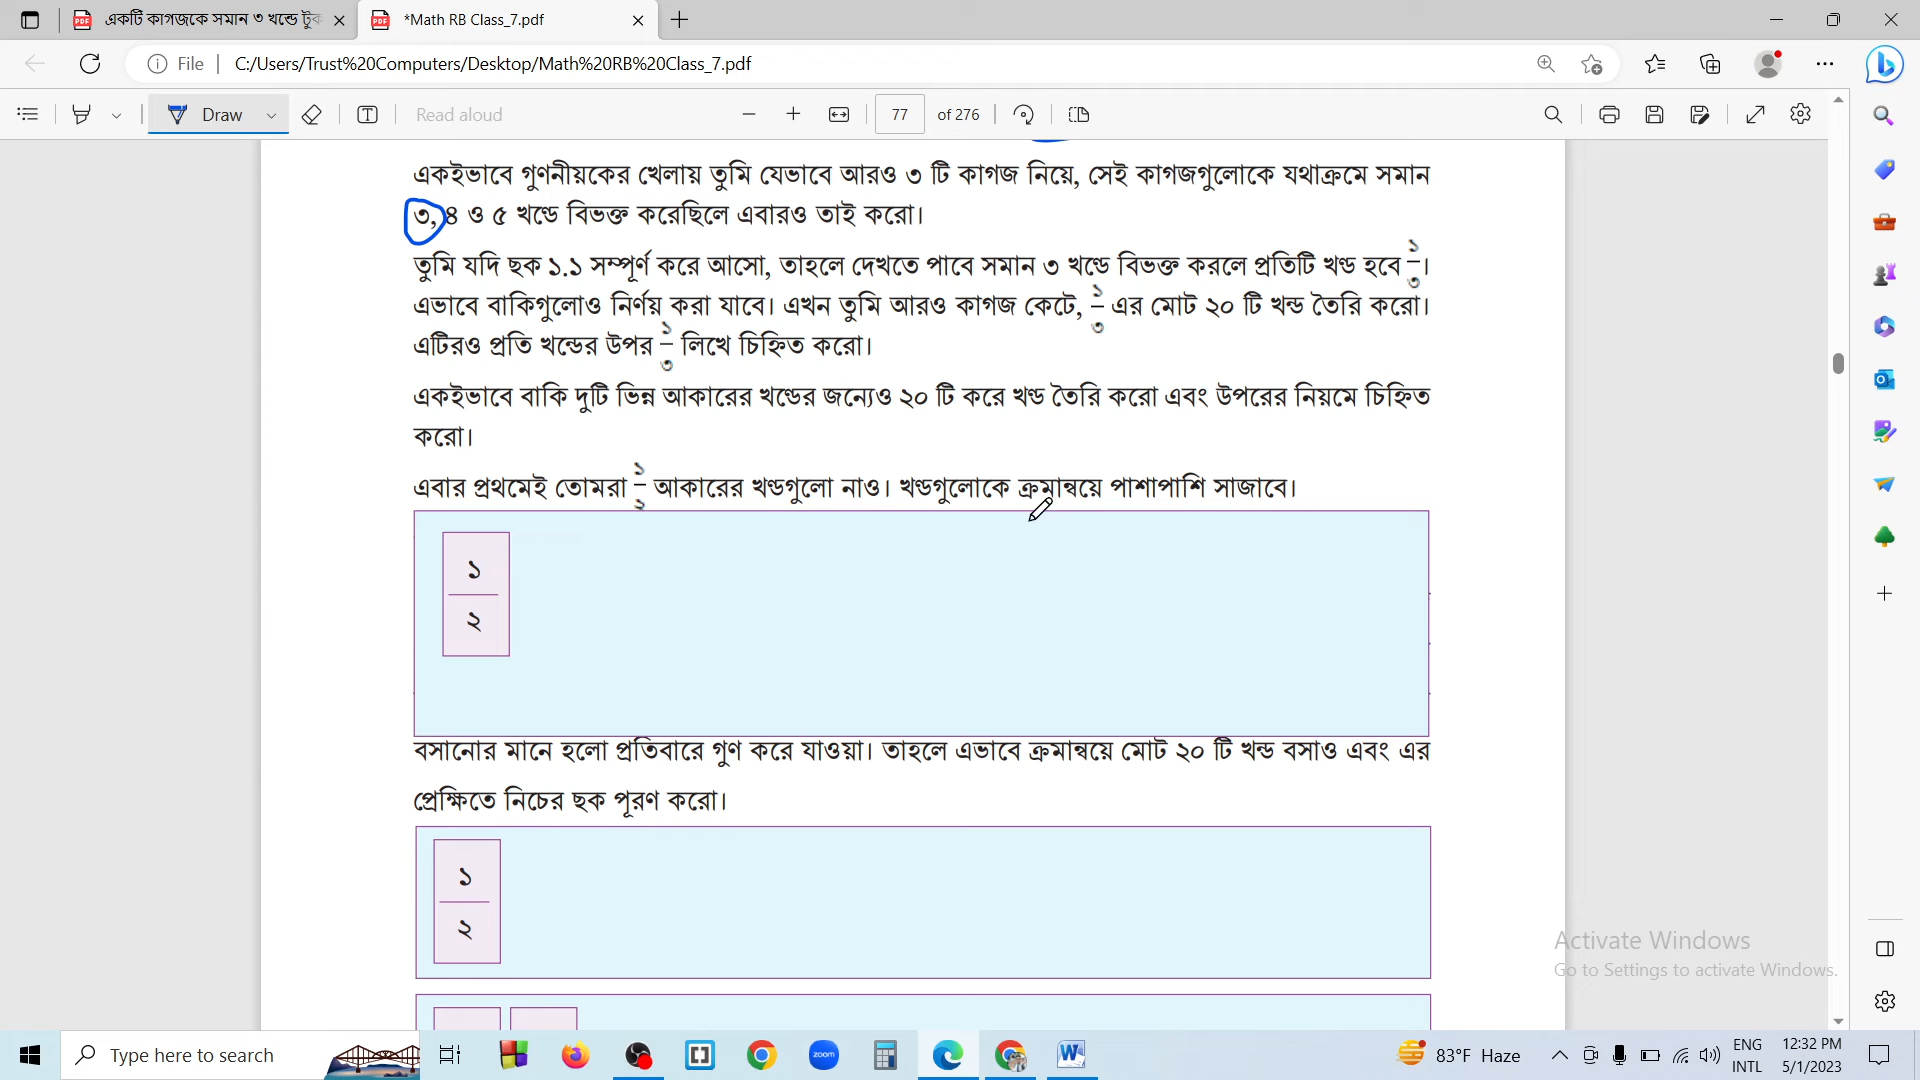 একটি কাগজকে সমান ৩ খন্ডে টুক
*Math RB Class_7.pdf
File
C:/Users/Trust%20Computers/Desktop/Math%20RB%20Class_7.pdf
Draw
Read aloud
77 of 276
একইভাবে গুণনীয়কের খেলায় তুমি যেভাবে আরও ৩ টি কাগজ নিয়ে, সেই কাগজগুলোকে যথাক্রমে সমান
৩, ৪ ও ৫ খন্ডে বিভক্ত করেছিলে এবারও তাই করো।
তুমি যদি ছক ১.১ সম্পূর্ণ করে আসো, তাহলে দেখতে পাবে সমান ৩ খন্ডে বিভক্ত করলে প্রতিটি খন্ড হবে ১/৩।
এভাবে বাকিগুলোও নির্ণয় করা যাবে। এখন তুমি আরও কাগজ কেটে, ১/৩ এর মোট ২০ টি খন্ড তৈরি করো।
এটিরও প্রতি খন্ডের উপর ১/৩ লিখে চিহ্নিত করো।
একইভাবে বাকি দুটি ভিন্ন আকারের খন্ডের জন্যেও ২০ টি করে খন্ড তৈরি করো এবং উপরের নিয়মে চিহ্নিত
করো।
এবার প্রথমেই তোমরা ১/২ আকারের খণ্ডগুলো নাও। খণ্ডগুলোকে ক্রমান্বয়ে পাশাপাশি সাজাবে।
১
২
বসানোর মানে হলো প্রতিবারে গুণ করে যাওয়া। তাহলে এভাবে ক্রমান্বয়ে মোট ২০ টি খন্ড বসাও এবং এর
প্রেক্ষিতে নিচের ছক পূরণ করো।
১
২
Activate Windows
Go to Settings to activate Windows.
Type here to search
zoom
83°F Haze
ENG
INTL
12:32 PM
5/1/2023